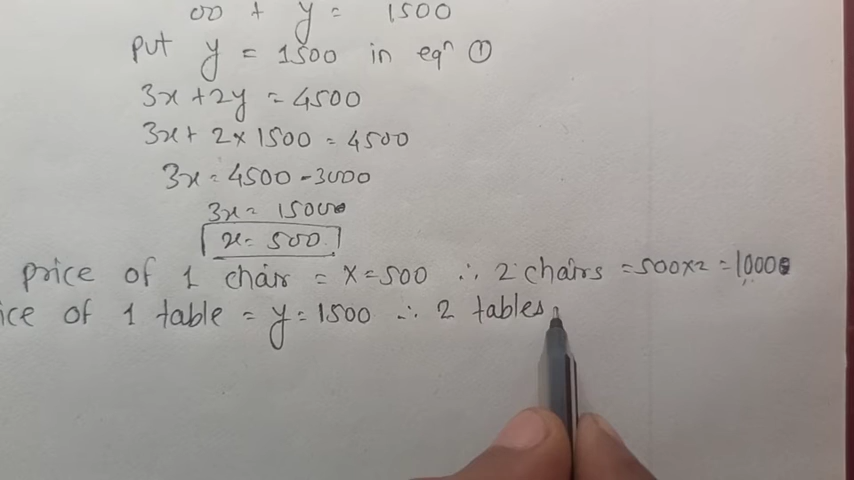 00 + y = 1500
put y = 1500 in eqⁿ ①
3x + 2y = 4500
3x + 2 × 1500 = 4500
3x = 4500 - 3000
3x = 1500
x = 500
price of 1 chair = x = 500 ∴ 2 chairs = 500×2 = 1000
ice of 1 table = y = 1500 ∴ 2 tables